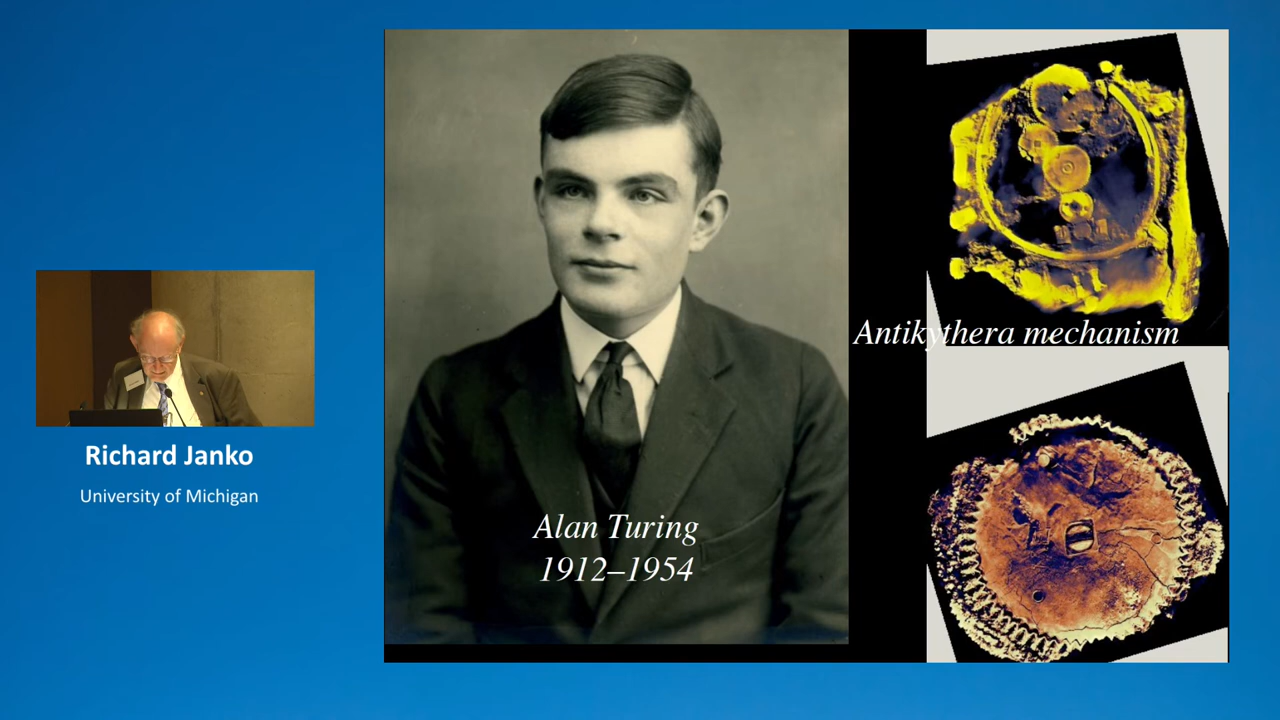 Richard Janko
University of Michigan
Alan Turing
1912–1954
Antikythera mechanism